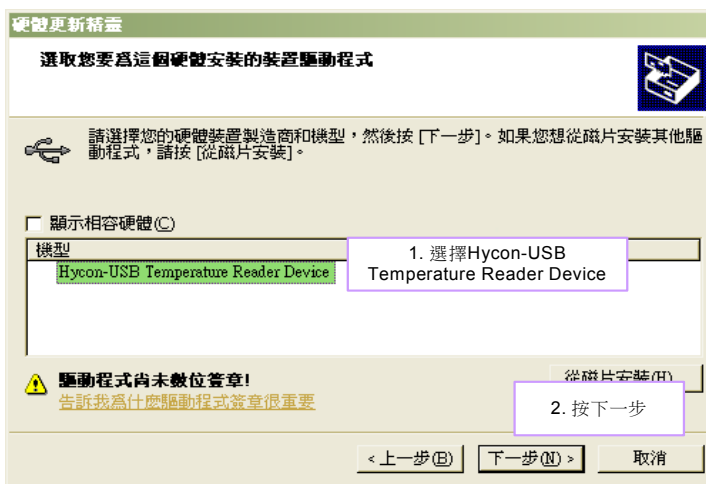 硬體更新精靈
選取您要為這個硬體安裝的裝置驅動程式
請選擇您的硬體裝置製造商和機型，然後按 [下一步]。如果您想從磁片安裝其他驅
動程式，請按 [從磁片安裝]。
顯示相容硬體(C)
機型
Hycon-USB Temperature Reader Device
1. 選擇Hycon-USB
Temperature Reader Device
驅動程式尚未數位簽章!
告訴我為什麼驅動程式簽章很重要
從磁片安裝(H)
2. 按下一步
<上一步(B)
下一步(N) >
取消